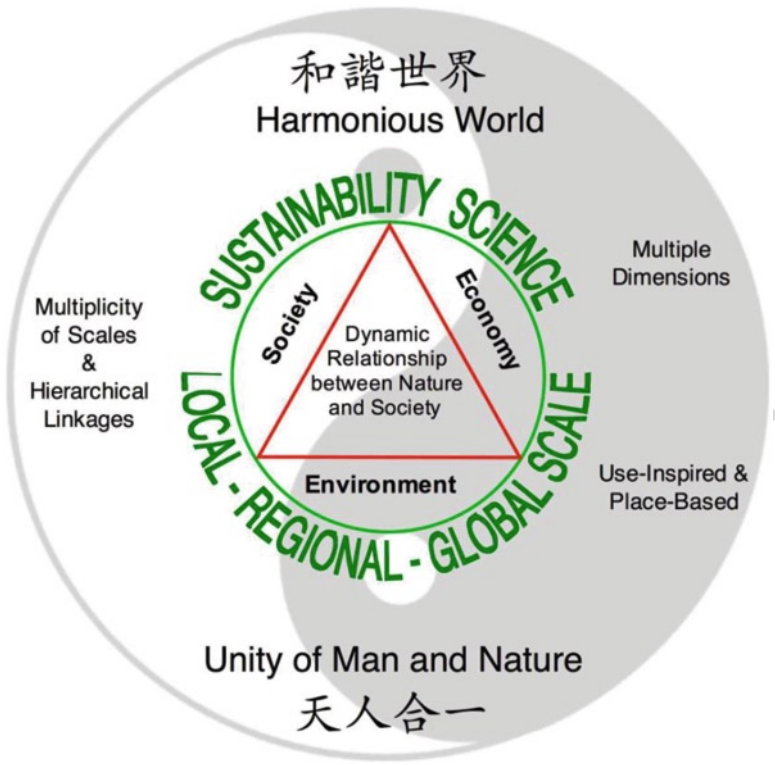 和諧世界
Harmonious World
SUSTAINABILITY SCIENCE
Multiple
Dimensions
Multiplicity
of Scales
&
Hierarchical
Linkages
Society
Economy
Dynamic
Relationship
between Nature
and Society
Environment
Use-Inspired &
Place-Based
LOCAL - REGIONAL - GLOBAL SCALE
Unity of Man and Nature
天人合一